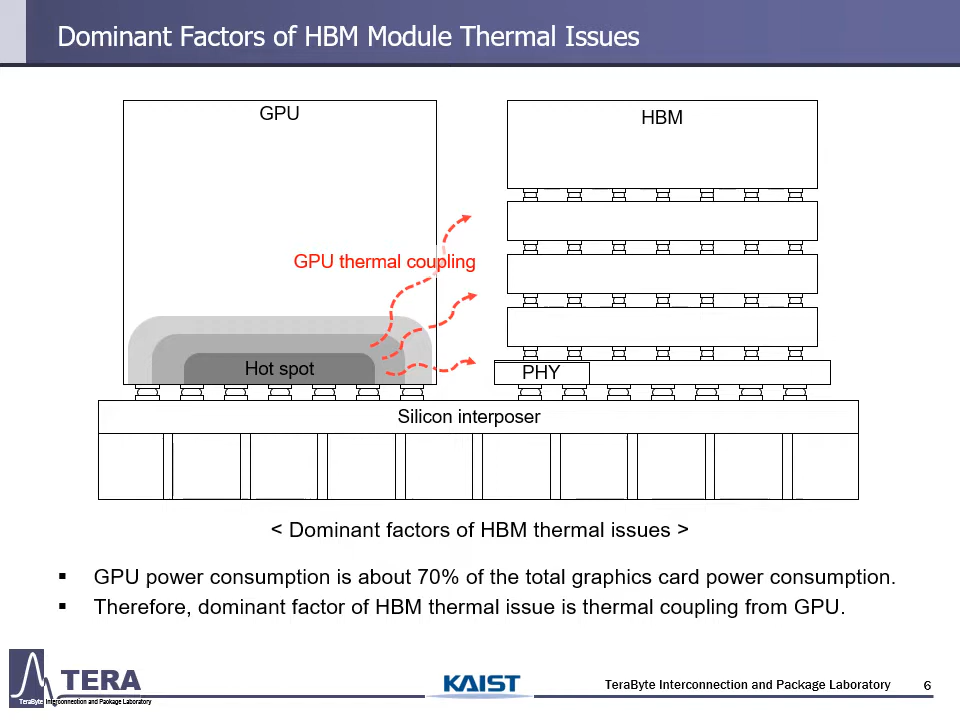 Dominant Factors of HBM Module Thermal Issues
GPU
HBM
GPU thermal coupling
Hot spot
PHY
Silicon interposer
< Dominant factors of HBM thermal issues >
▪ GPU power consumption is about 70% of the total graphics card power consumption.
▪ Therefore, dominant factor of HBM thermal issue is thermal coupling from GPU.
TERA
TeraByte Interconnection and Package Laboratory
KAIST
TeraByte Interconnection and Package Laboratory
6